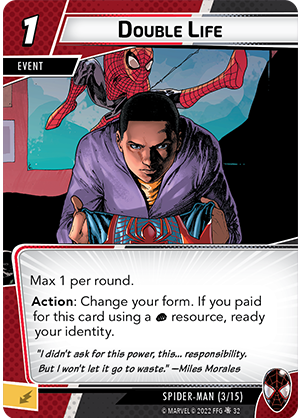 1
DOUBLE LIFE
EVENT
Max 1 per round.
Action: Change your form. If you paid
for this card using a resource, ready
your identity.
"I didn't ask for this power, this... responsibility.
But I won't let it go to waste." —Miles Morales
SPIDER-MAN (3/15)
© MARVEL © 2022 FFG 32